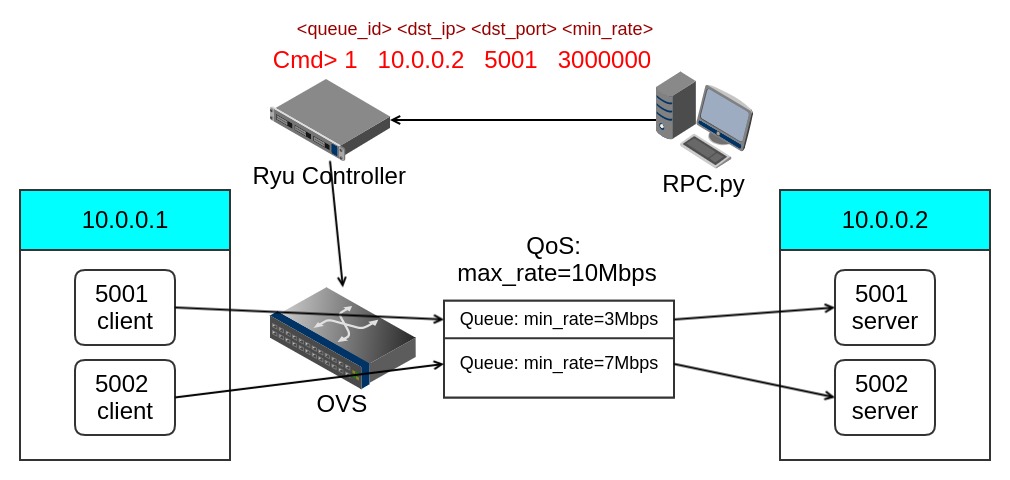 <queue_id> <dst_ip> <dst_port> <min_rate>
Cmd> 1 10.0.0.2 5001 3000000
Ryu Controller
RPC.py
10.0.0.1
10.0.0.2
QoS:
max_rate=10Mbps
5001
client
Queue: min_rate=3Mbps
5001
server
5002
client
Queue: min_rate=7Mbps
5002
server
OVS